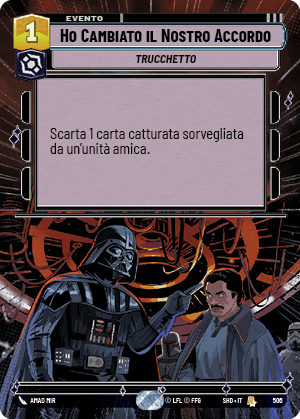 EVENTO
1
HO CAMBIATO IL NOSTRO ACCORDO
TRUCCHETTO
Scarta 1 carta catturata sorvegliata
da un'unità amica.
AMAD MIR
© LFL © FFG
SHD • IT
506